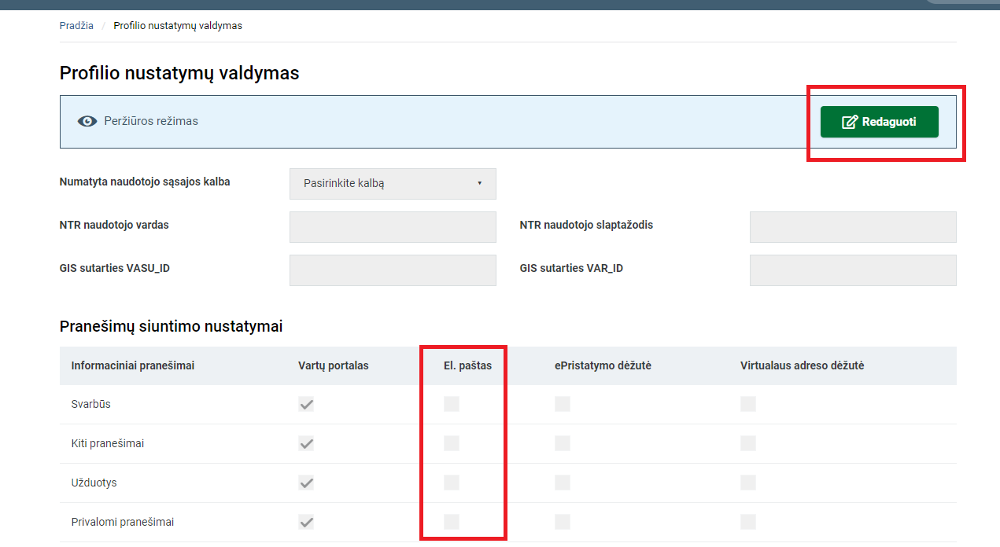 Pradžia / Profilio nustatymų valdymas
Profilio nustatymų valdymas
Peržiūros režimas Redaguoti
Numatyta naudotojo sąsajos kalba Pasirinkite kalbą
NTR naudotojo vardas NTR naudotojo slaptažodis
GIS sutarties VASU_ID GIS sutarties VAR_ID
Pranešimų siuntimo nustatymai
Informaciniai pranešimai Vartų portalas El. paštas ePristatymo dėžutė Virtualaus adreso dėžutė
Svarbūs
Kiti pranešimai
Užduotys
Privalomi pranešimai